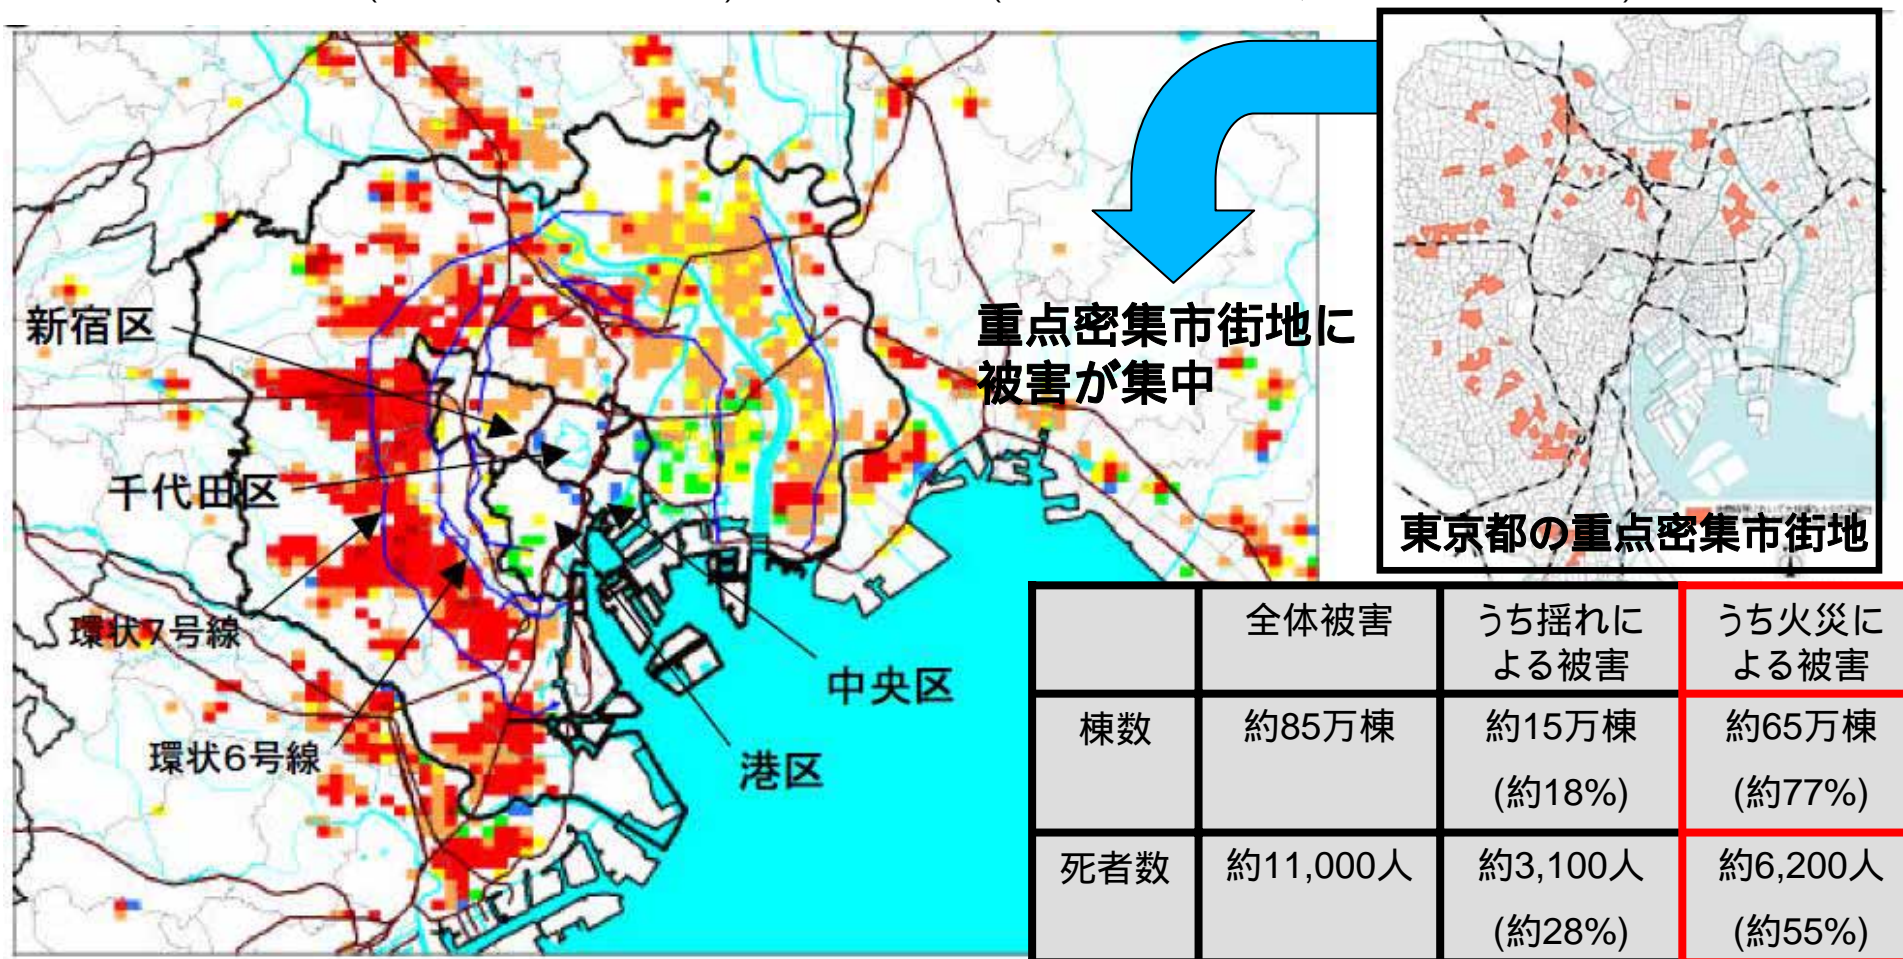 新宿区
千代田区
環状7号線
環状6号線
中央区
港区
重点密集市街地に
被害が集中
東京都の重点密集市街地
全体被害
うち揺れに
よる被害
うち火災に
よる被害
棟数
約85万棟
約15万棟
(約18%)
約65万棟
(約77%)
死者数
約11,000人
約3,100人
(約28%)
約6,200人
(約55%)